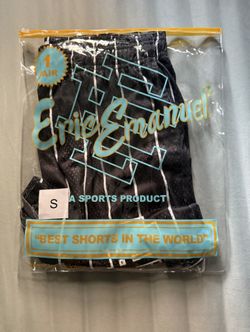 1
PAIR
Eric Emanuel
S
A SPORTS PRODUCT
"BEST SHORTS IN THE WORLD"